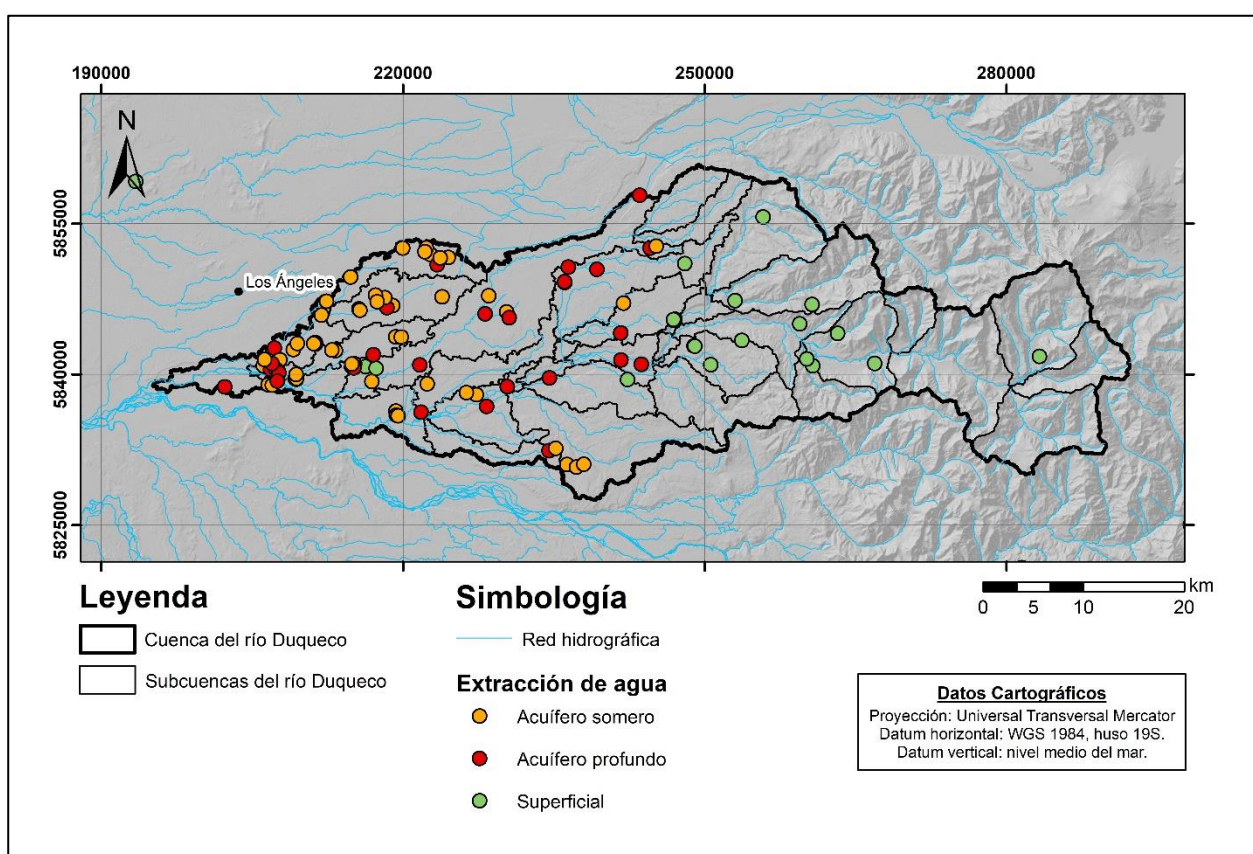 190000 220000 250000 280000
N
5855000
Los Ángeles
5840000
5825000
Leyenda
Cuenca del río Duqueco
Subcuencas del río Duqueco
Simbología
Red hidrográfica
Extracción de agua
Acuífero somero
Acuífero profundo
Superficial
km
0 5 10 20
Datos Cartográficos
Proyección: Universal Transversal Mercator
Datum horizontal: WGS 1984, huso 19S.
Datum vertical: nivel medio del mar.